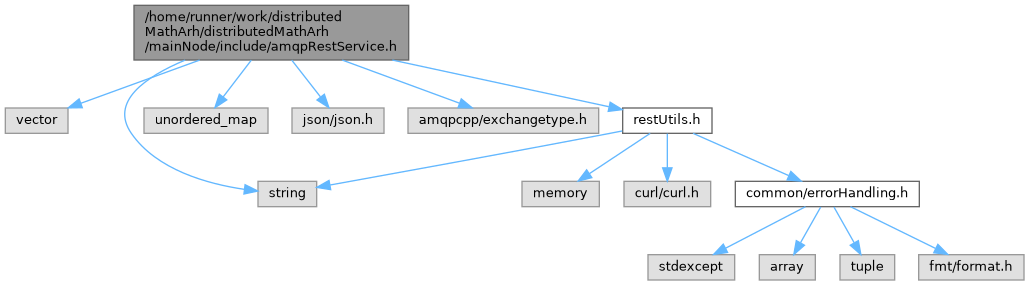 /home/runner/work/distributed
MathArh/distributedMathArh
/mainNode/include/amqpRestService.h
vector
unordered_map
json/json.h
amqpcpp/exchangetype.h
restUtils.h
string
memory
curl/curl.h
common/errorHandling.h
stdexcept
array
tuple
fmt/format.h